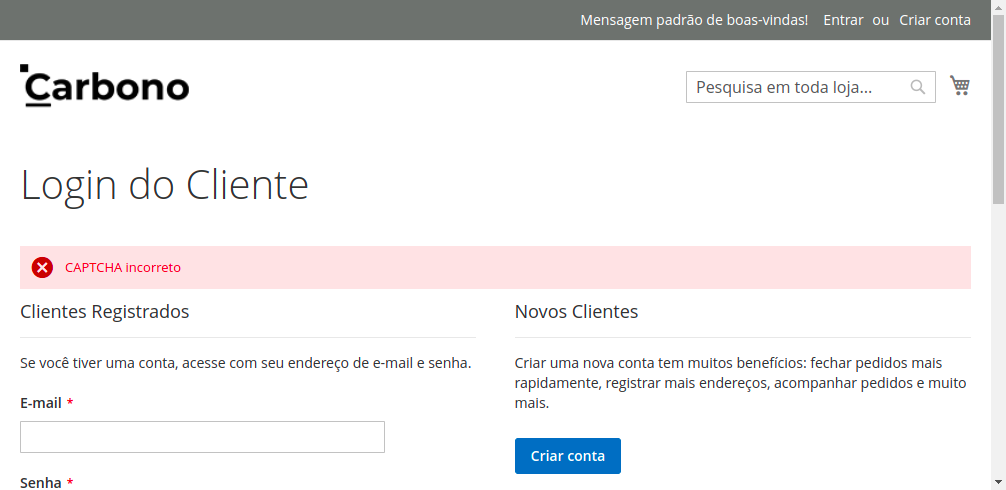 Mensagem padrão de boas-vindas! Entrar ou Criar conta
Carbono
Pesquisa em toda loja...
Login do Cliente
CAPTCHA incorreto
Clientes Registrados
Se você tiver uma conta, acesse com seu endereço de e-mail e senha.
E-mail *
Senha *
Novos Clientes
Criar uma nova conta tem muitos benefícios: fechar pedidos mais
rapidamente, registrar mais endereços, acompanhar pedidos e muito
mais.
Criar conta